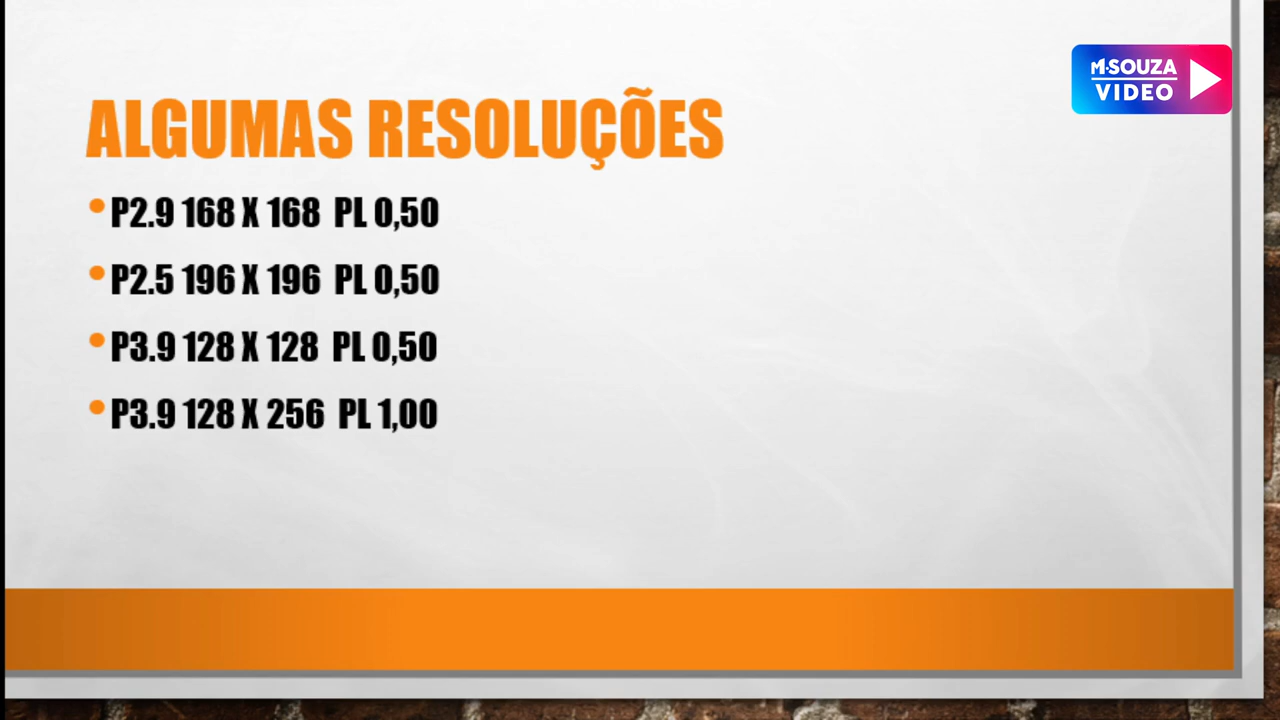 M•SOUZA
VIDEO
ALGUMAS RESOLUÇÕES
• P2.9 168 X 168 PL 0,50
• P2.5 196 X 196 PL 0,50
• P3.9 128 X 128 PL 0,50
• P3.9 128 X 256 PL 1,00